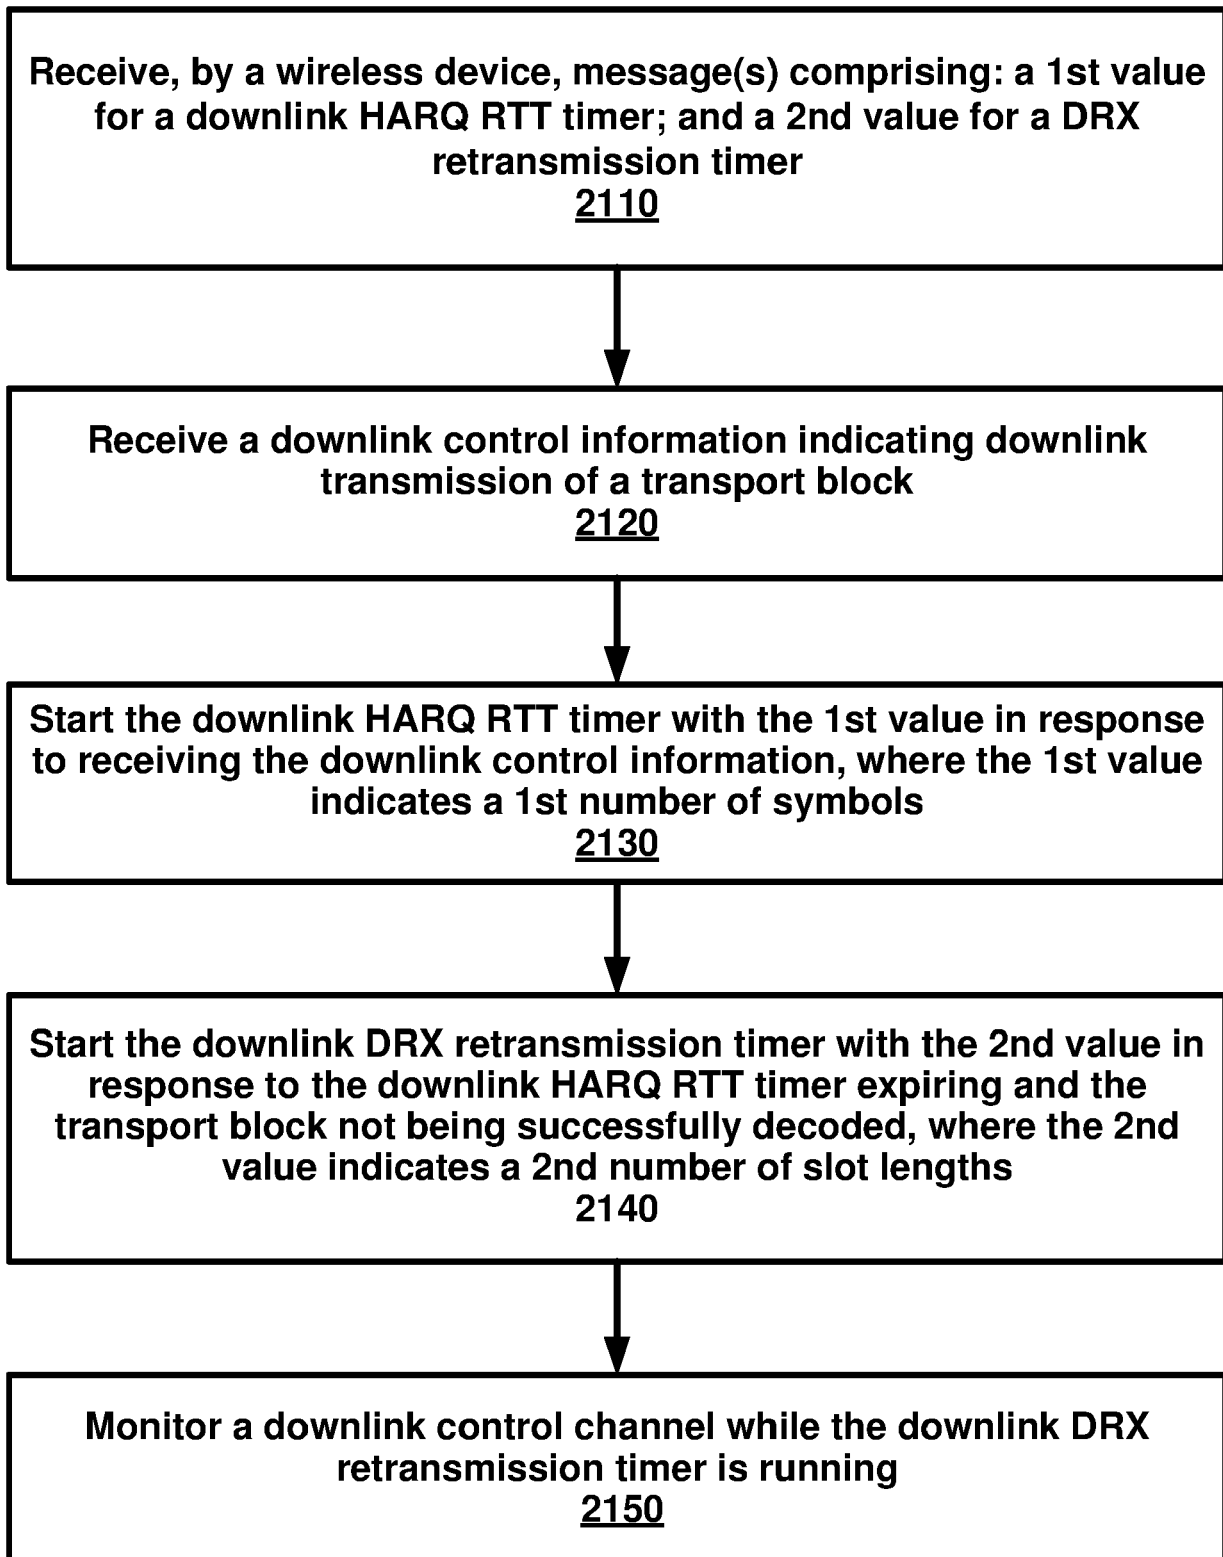 Receive, by a wireless device, message(s) comprising: a 1st value
for a downlink HARQ RTT timer; and a 2nd value for a DRX
retransmission timer
2110
Receive a downlink control information indicating downlink
transmission of a transport block
2120
Start the downlink HARQ RTT timer with the 1st value in response
to receiving the downlink control information, where the 1st value
indicates a 1st number of symbols
2130
Start the downlink DRX retransmission timer with the 2nd value in
response to the downlink HARQ RTT timer expiring and the
transport block not being successfully decoded, where the 2nd
value indicates a 2nd number of slot lengths
2140
Monitor a downlink control channel while the downlink DRX
retransmission timer is running
2150